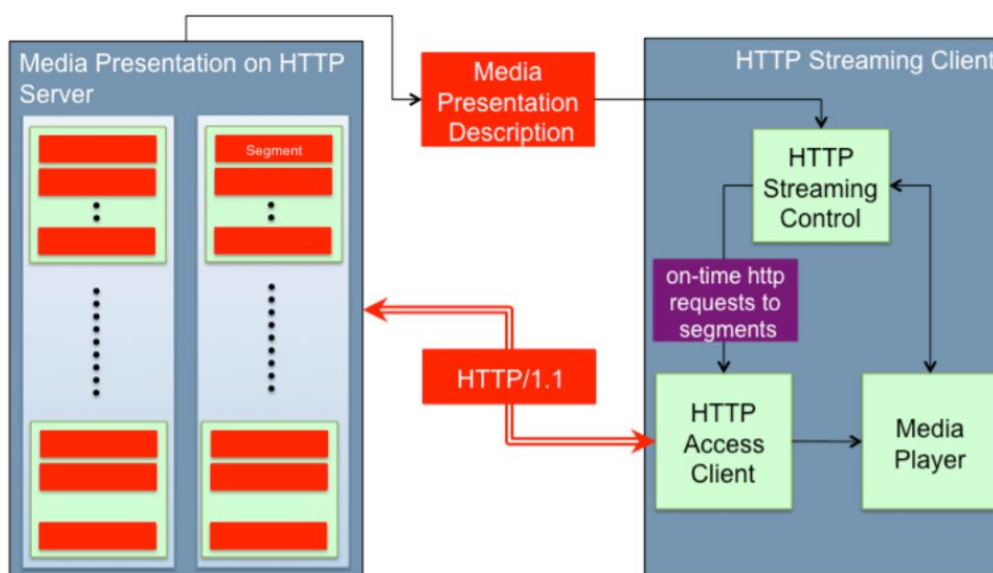 Media Presentation on HTTP
Server
Segment
Media
Presentation
Description
HTTP/1.1
HTTP Streaming Client
HTTP
Streaming
Control
on-time http
requests to
segments
HTTP
Access
Client
Media
Player